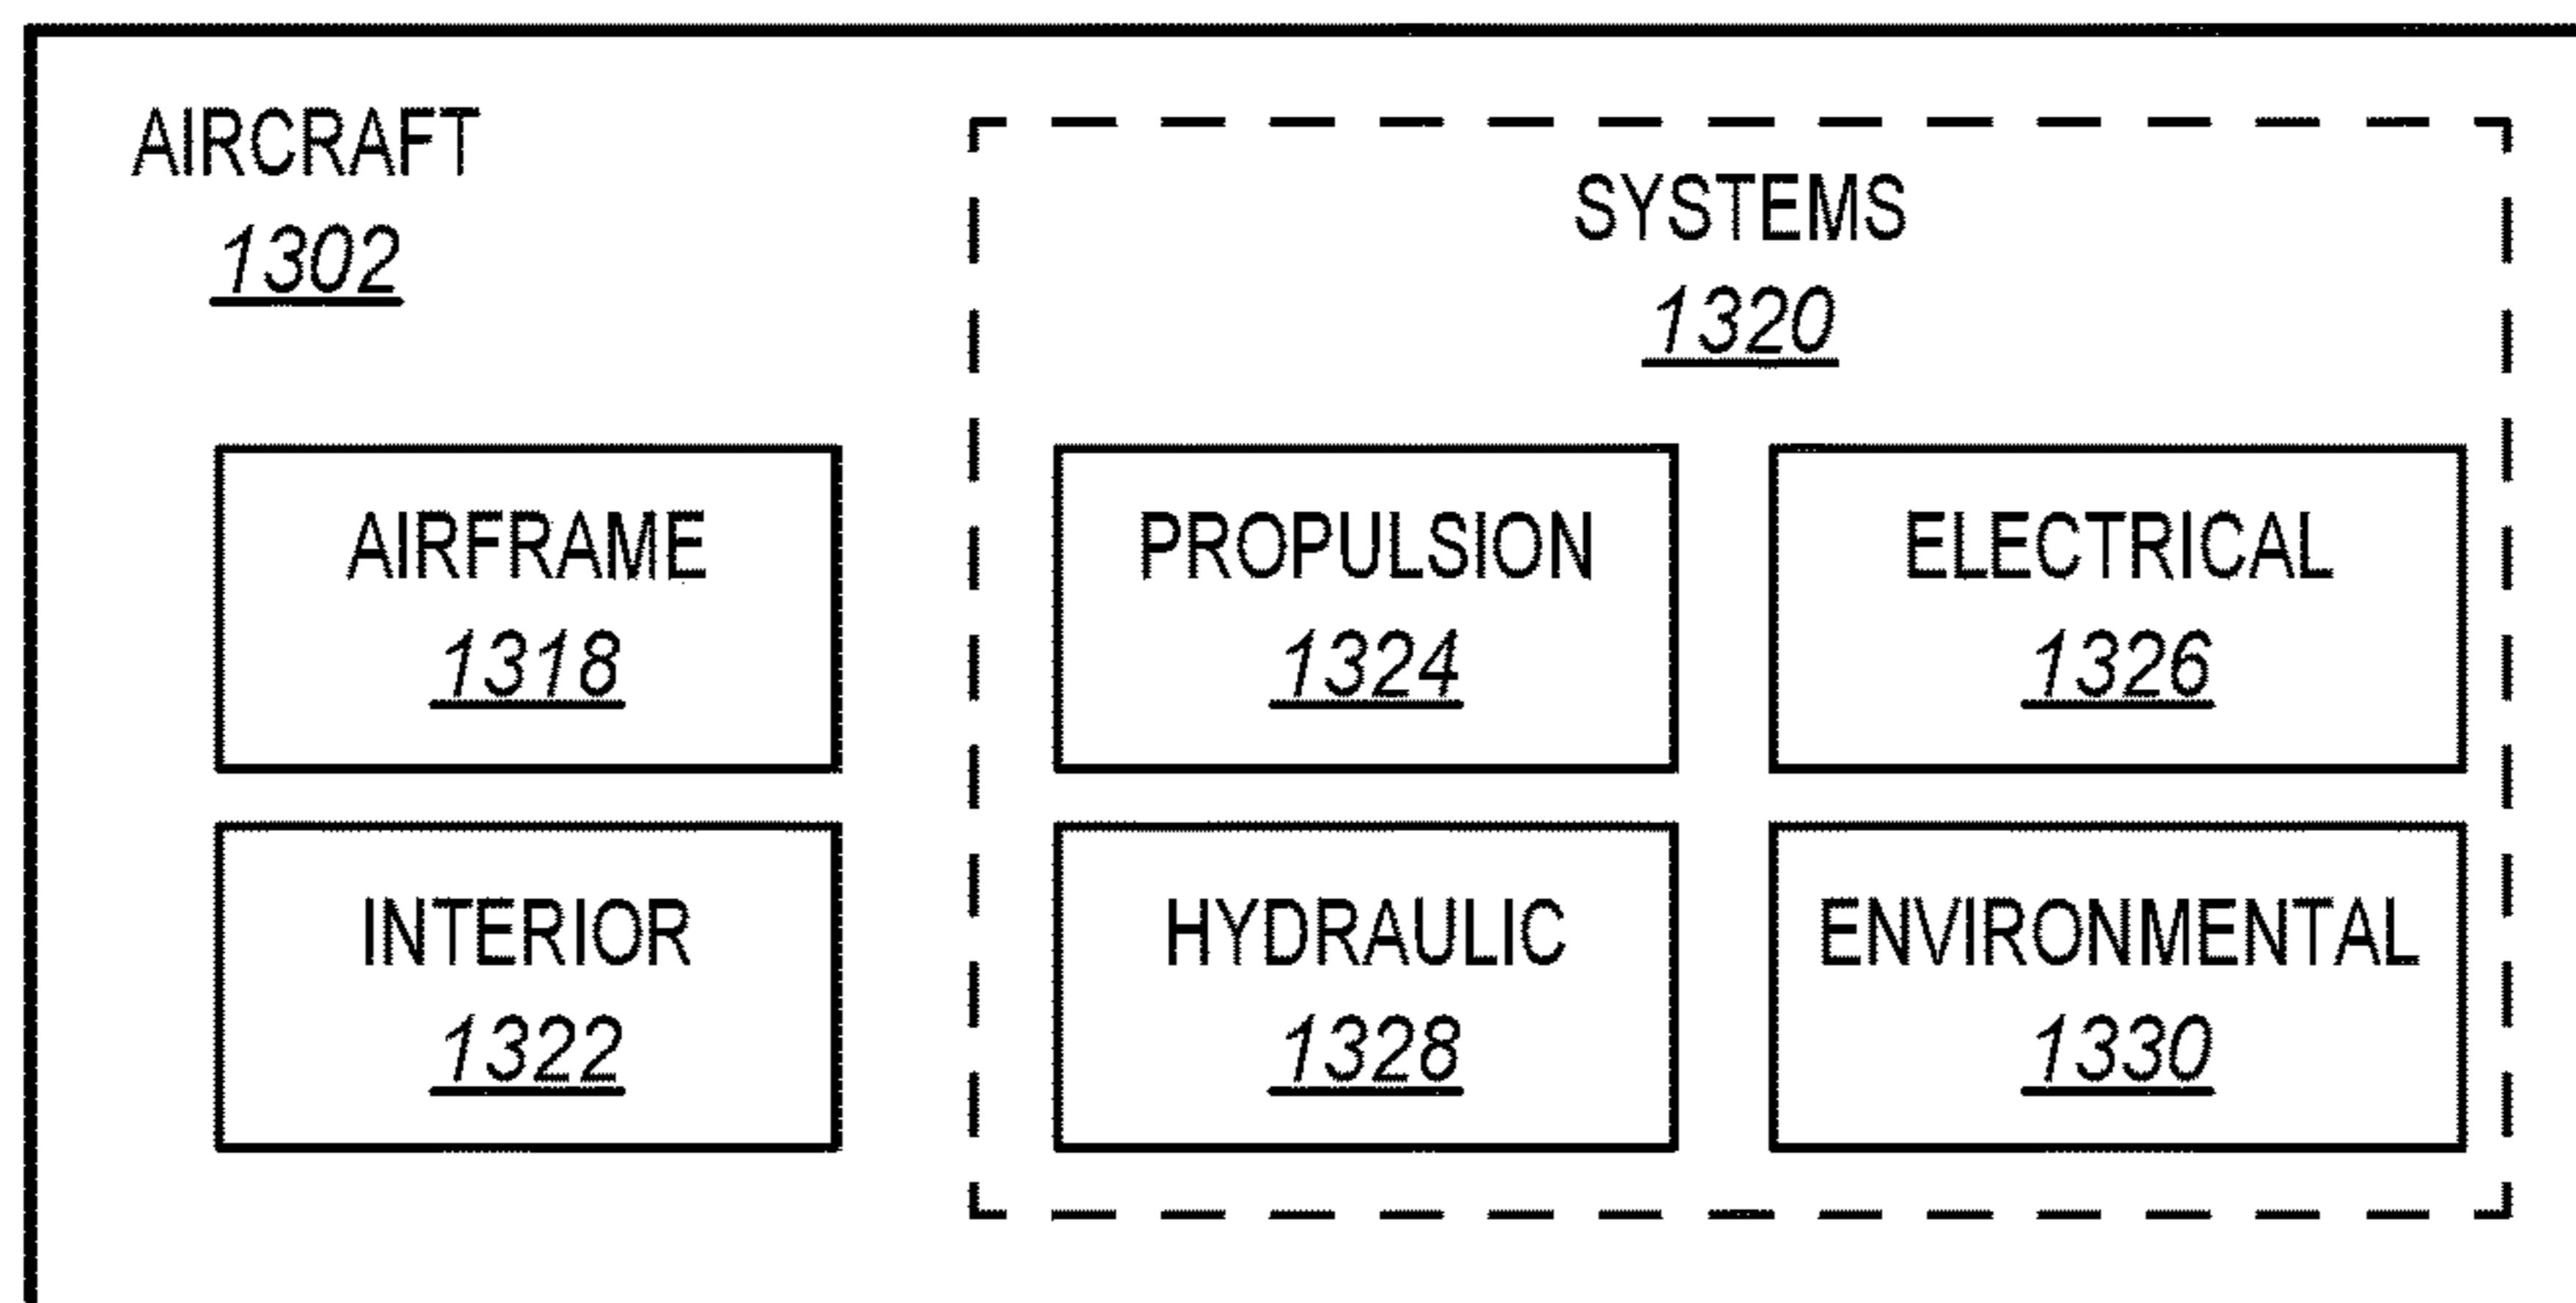 AIRCRAFT
1302
SYSTEMS
1320
AIRFRAME
1318
PROPULSION
1324
ELECTRICAL
1326
INTERIOR
1322
HYDRAULIC
1328
ENVIRONMENTAL
1330